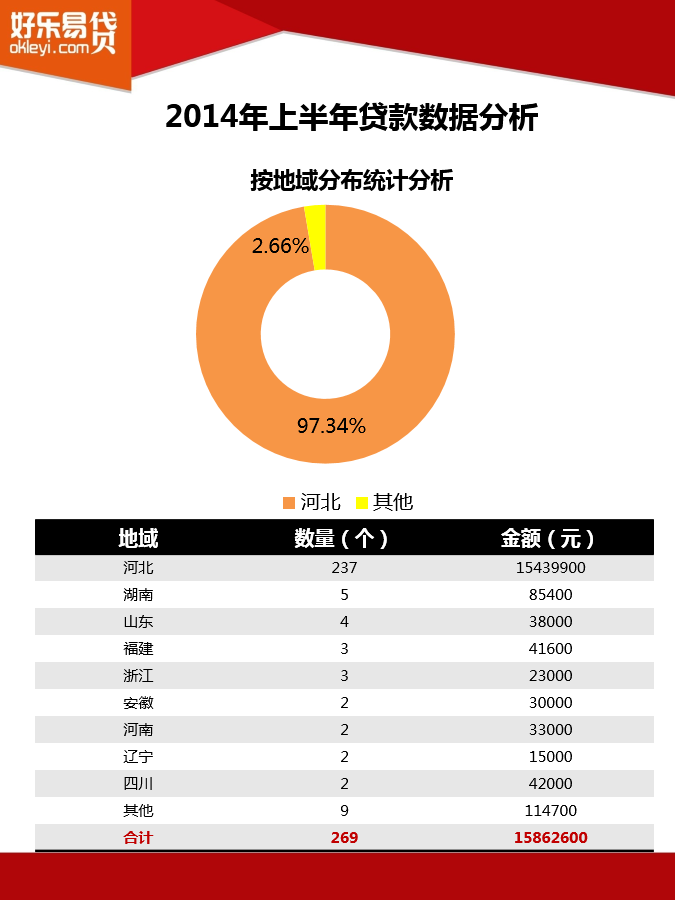 好乐易贷
okleyi.com
2014年上半年贷款数据分析
按地域分布统计分析
2.66%
97.34%
河北 其他
地域 数量（个） 金额（元）
河北 237 15439900
湖南 5 85400
山东 4 38000
福建 3 41600
浙江 3 23000
安徽 2 30000
河南 2 33000
辽宁 2 15000
四川 2 42000
其他 9 114700
合计 269 15862600